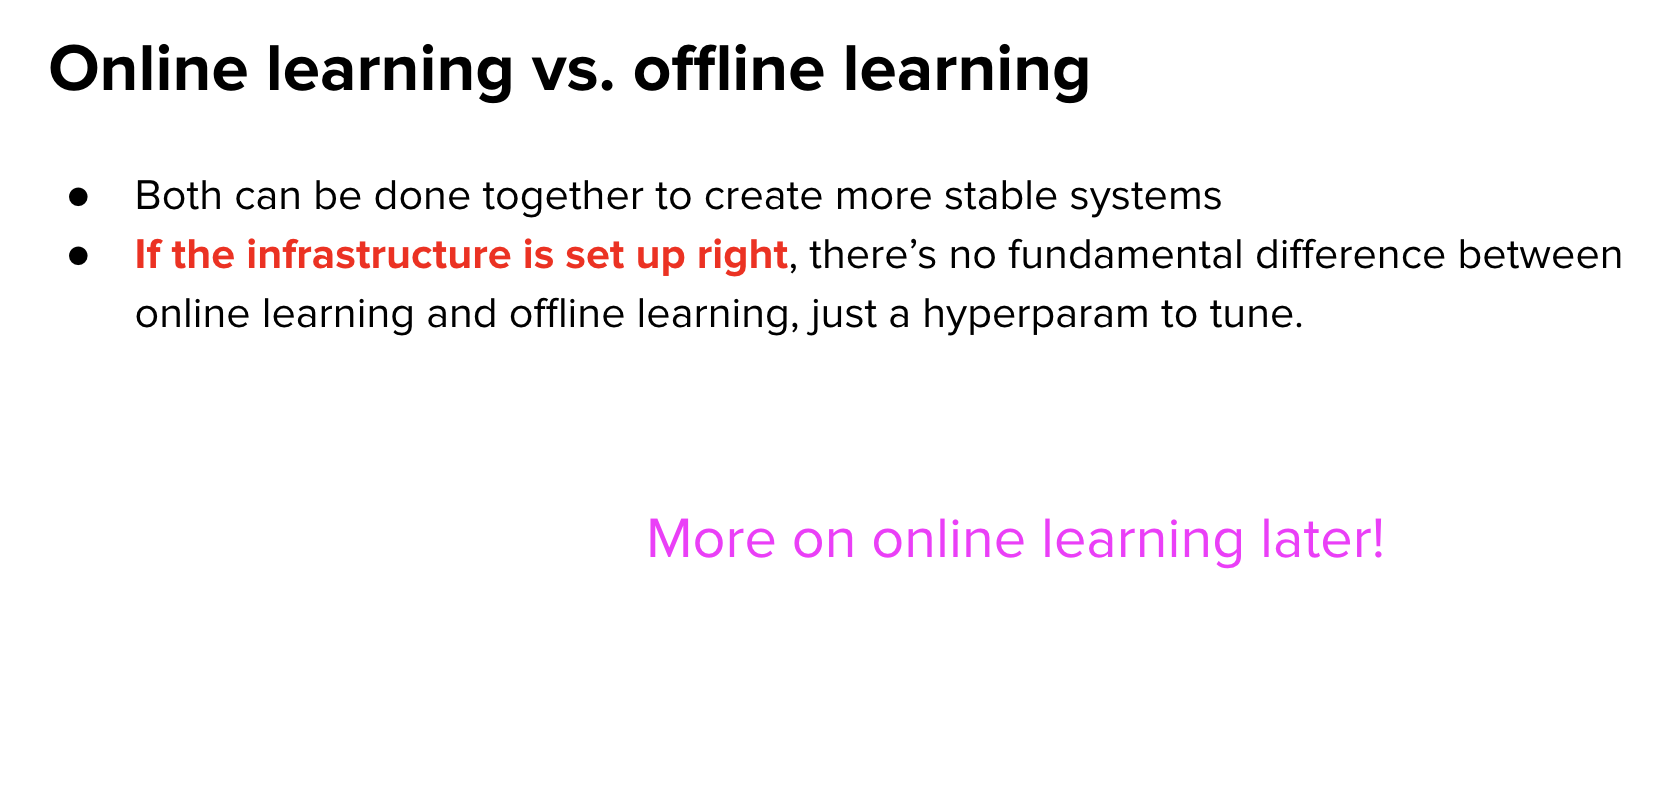 Online learning vs. offline learning
● Both can be done together to create more stable systems
● If the infrastructure is set up right, there’s no fundamental difference between
online learning and offline learning, just a hyperparam to tune.
More on online learning later!